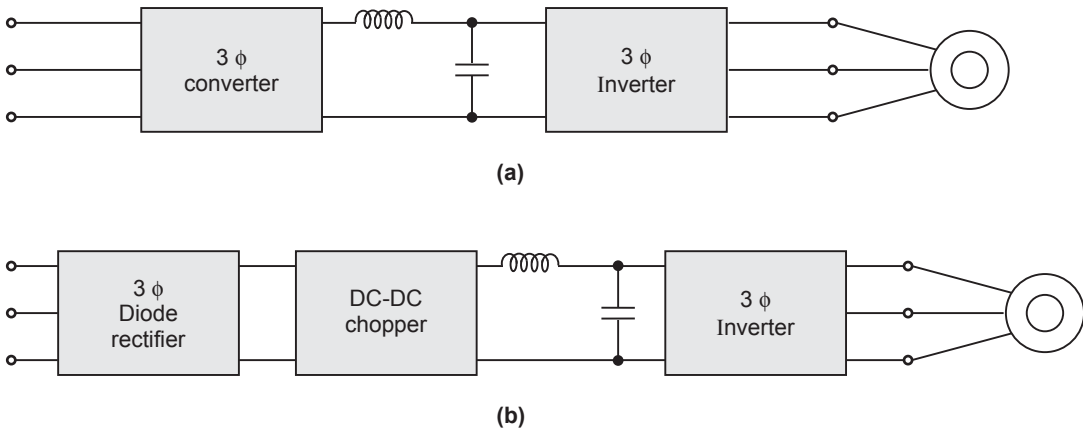 3 ϕ
converter
3 ϕ
Inverter
(a)
3 ϕ
Diode
rectifier
DC-DC
chopper
3 ϕ
Inverter
(b)